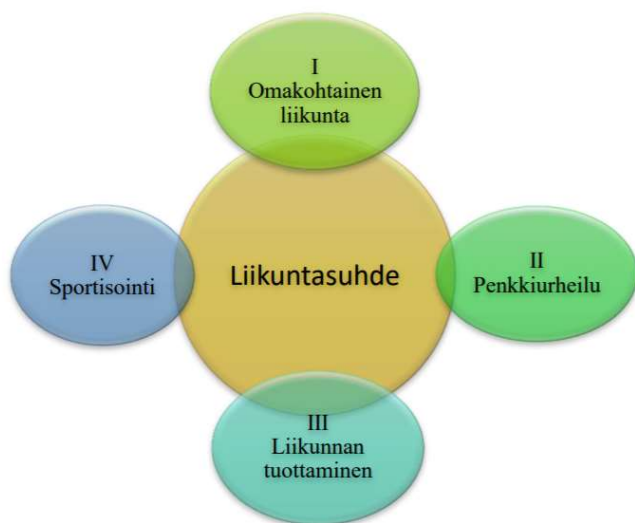 I
Omakohtainen
liikunta
IV
Sportisointi
Liikuntasuhde
II
Penkkiurheilu
III
Liikunnan
tuottaminen